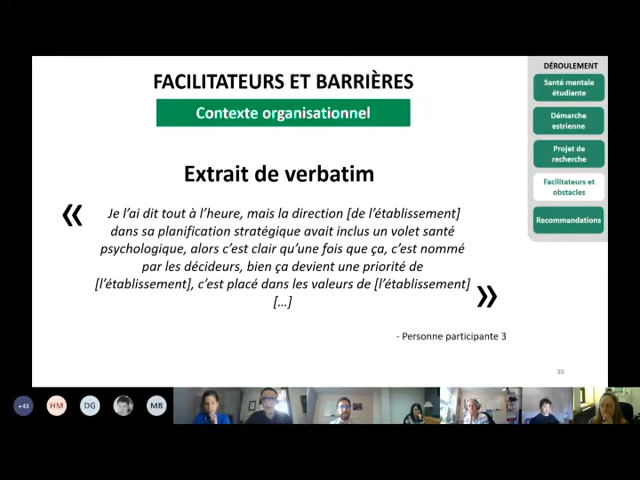 FACILITATEURS ET BARRIÈRES
Contexte organisationnel
Extrait de verbatim
« Je l'ai dit tout à l'heure, mais la direction [de l'établissement]
dans sa planification stratégique avait inclus un volet santé
psychologique, alors c'est clair qu'une fois que ça, c'est nommé
par les décideurs, bien ça devient une priorité de
[l'établissement], c'est placé dans les valeurs de [l'établissement]
[...] »
- Personne participante 3
30
DÉROULEMENT
Santé mentale
étudiante
Démarche
estrienne
Projet de
recherche
Facilitateurs et
obstacles
Recommandations
+43
HM
DG
MB